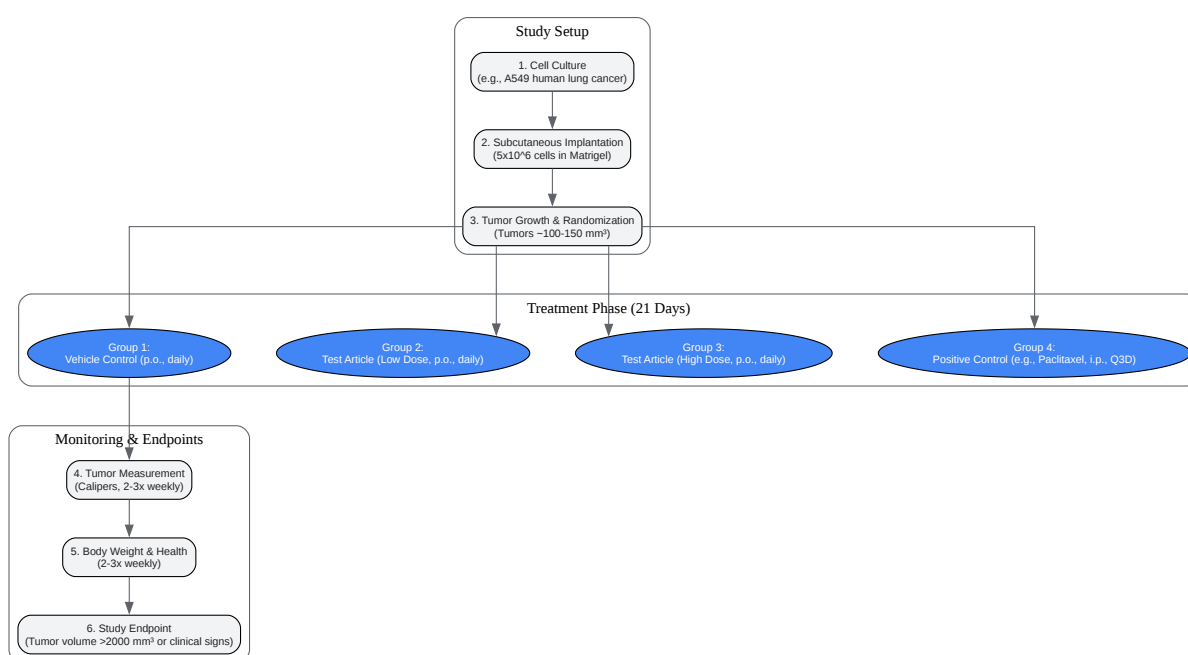 Study Setup
1. Cell Culture
(e.g., A549 human lung cancer)
2. Subcutaneous Implantation
(5x10^6 cells in Matrigel)
3. Tumor Growth & Randomization
(Tumors ~100-150 mm³)
Treatment Phase (21 Days)
Group 1:
Vehicle Control (p.o., daily)
Group 2:
Test Article (Low Dose, p.o., daily)
Group 3:
Test Article (High Dose, p.o., daily)
Group 4:
Positive Control (e.g., Paclitaxel, i.p., Q3D)
Monitoring & Endpoints
4. Tumor Measurement
(Calipers, 2-3x weekly)
5. Body Weight & Health
(2-3x weekly)
6. Study Endpoint
(Tumor volume >2000 mm³ or clinical signs)